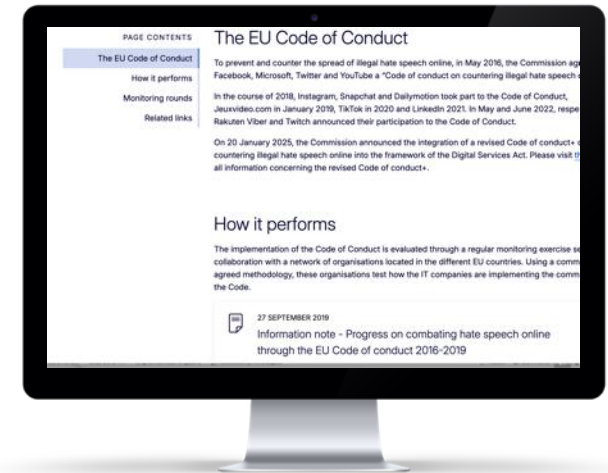 PAGE CONTENTS
The EU Code of Conduct
How it performs
Monitoring rounds
Related links
The EU Code of Conduct
To prevent and counter the spread of illegal hate speech online, in May 2016, the Commission
Facebook, Microsoft, Twitter and YouTube a “Code of conduct on countering illegal hate speech
In the course of 2018, Instagram, Snapchat and Dailymotion took part to the Code of Conduct,
Jeuxvideo.com in January 2019, TikTok in 2020 and LinkedIn 2021. In May and June 2022,
Rakuten Viber and Twitch announced their participation to the Code of Conduct.
On 20 January 2025, the Commission announced the integration of a revised Code of conduct+
countering illegal hate speech online into the framework of the Digital Services Act. Please visit
all information concerning the revised Code of conduct+.
How it performs
The implementation of the Code of Conduct is evaluated through a regular monitoring exercise
collaboration with a network of organisations located in the different EU countries. Using a
agreed methodology, these organisations test how the IT companies are implementing the
the Code.
27 SEPTEMBER 2019
Information note - Progress on combating hate speech online
through the EU Code of conduct 2016-2019